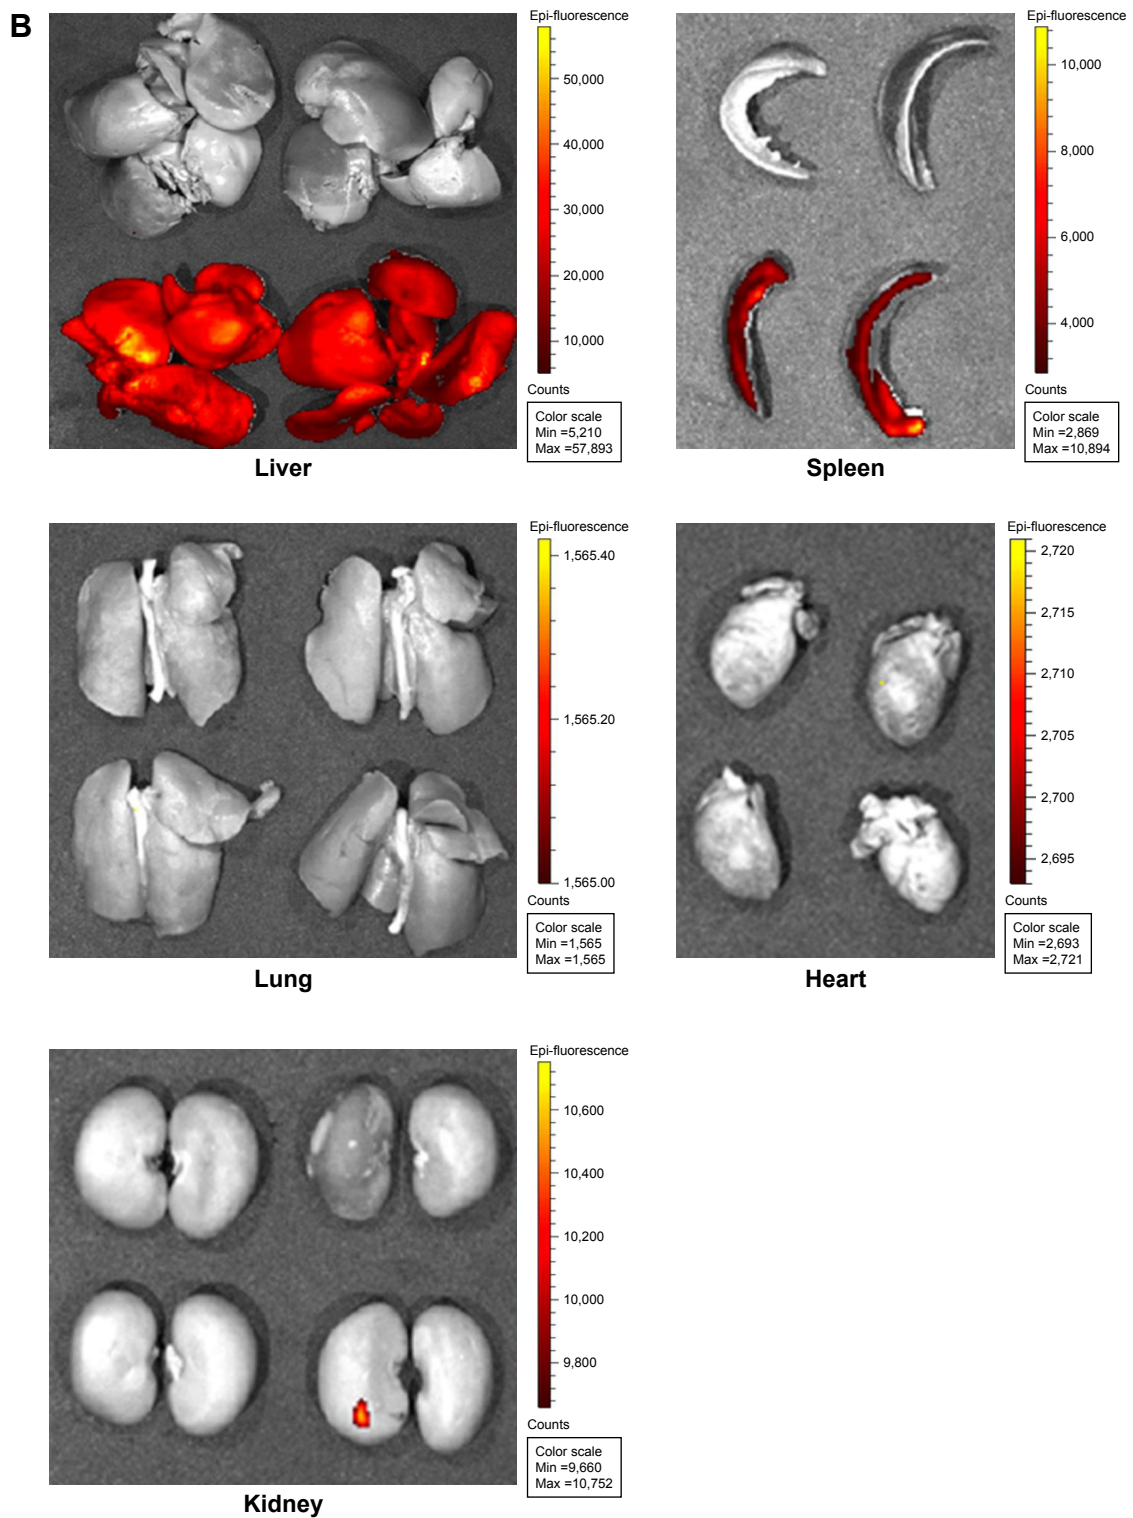 B
Epi-fluorescence
50,000
40,000
30,000
20,000
10,000
Counts
Color scale
Min =5,210
Max =57,893
Liver
Epi-fluorescence
10,000
8,000
6,000
4,000
Counts
Color scale
Min =2,869
Max =10,894
Spleen
Epi-fluorescence
1,565.40
1,565.20
1,565.00
Counts
Color scale
Min =1,565
Max =1,565
Lung
Epi-fluorescence
2,720
2,715
2,710
2,705
2,700
2,695
Counts
Color scale
Min =2,693
Max =2,721
Heart
Epi-fluorescence
10,600
10,400
10,200
10,000
9,800
Counts
Color scale
Min =9,660
Max =10,752
Kidney